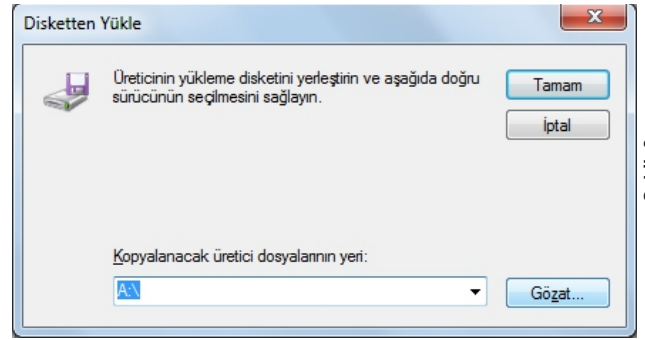 Disketten Yükle
Üreticinin yükleme disketini yerleştirin ve aşağıda doğru
sürücünün seçilmesini sağlayın.
Tamam
İptal
Kopyalanacak üretici dosyalarının yeri:
A:\
Gözat...